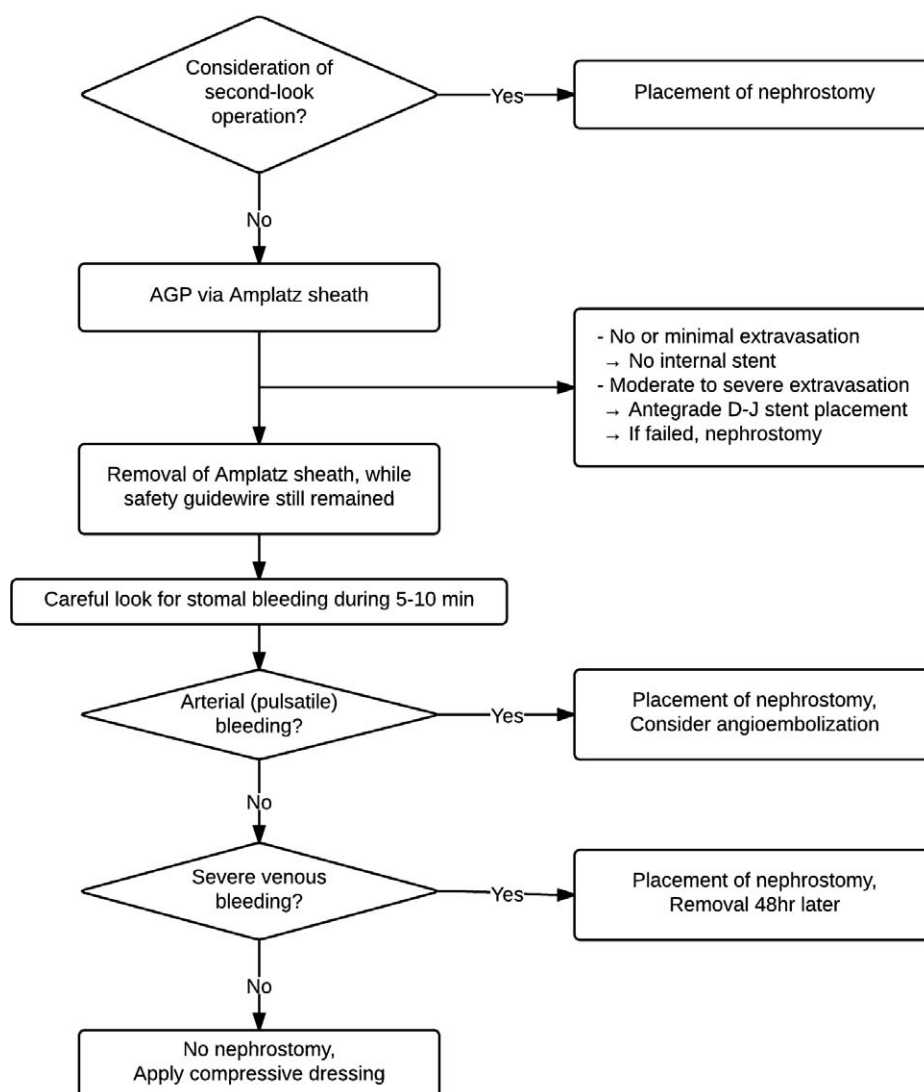 Consideration of
second-look
operation?
Yes
Placement of nephrostomy
No
AGP via Amplatz sheath
- No or minimal extravasation
→ No internal stent
- Moderate to severe extravasation
→ Antegrade D-J stent placement
→ If failed, nephrostomy
Removal of Amplatz sheath, while
safety guidewire still remained
Careful look for stomal bleeding during 5-10 min
Arterial (pulsatile)
bleeding?
Yes
Placement of nephrostomy,
Consider angioembolization
No
Severe venous
bleeding?
Yes
Placement of nephrostomy,
Removal 48hr later
No
No nephrostomy,
Apply compressive dressing